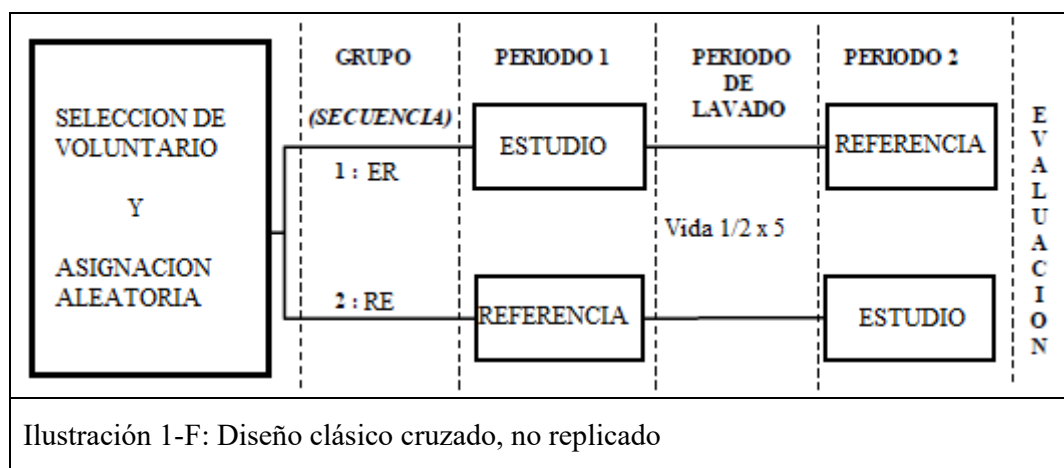 SELECCION DE
VOLUNTARIO
Y
ASIGNACION
ALEATORIA
GRUPO
(SECUENCIA)
1 : ER
2 : RE
PERIODO 1
ESTUDIO
REFERENCIA
PERIODO
DE
LAVADO
Vida 1/2 x 5
PERIODO 2
REFERENCIA
ESTUDIO
E
V
A
L
U
A
C
I
O
N
Ilustración 1-F: Diseño clásico cruzado, no replicado